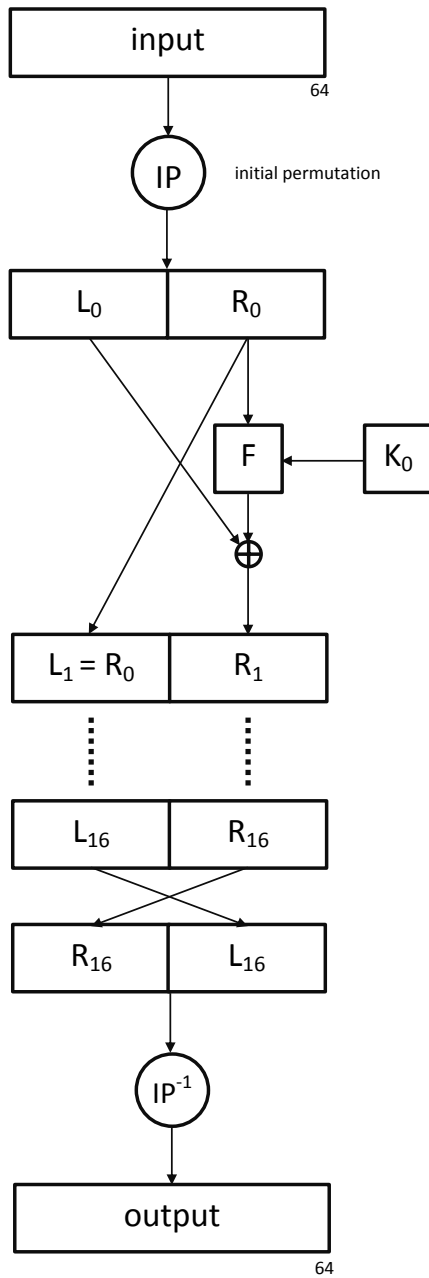 input
64
IP initial permutation
L₀ R₀
F K₀
L₁ = R₀ R₁
L₁₆ R₁₆
R₁₆ L₁₆
IP⁻¹
output
64